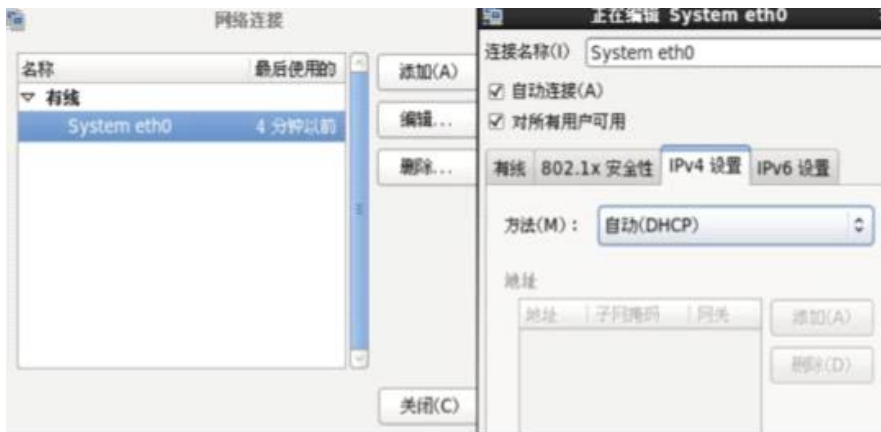 网络连接
名称 最后使用的
有线
System eth0 4 分钟以前
添加(A)
编辑...
删除...
关闭(C)
正在编辑 System eth0
连接名称(I) System eth0
自动连接(A)
对所有用户可用
有线 802.1x 安全性 IPv4 设置 IPv6 设置
方法(M)： 自动(DHCP)
地址
地址 子网掩码 网关
添加(A)
删除(D)